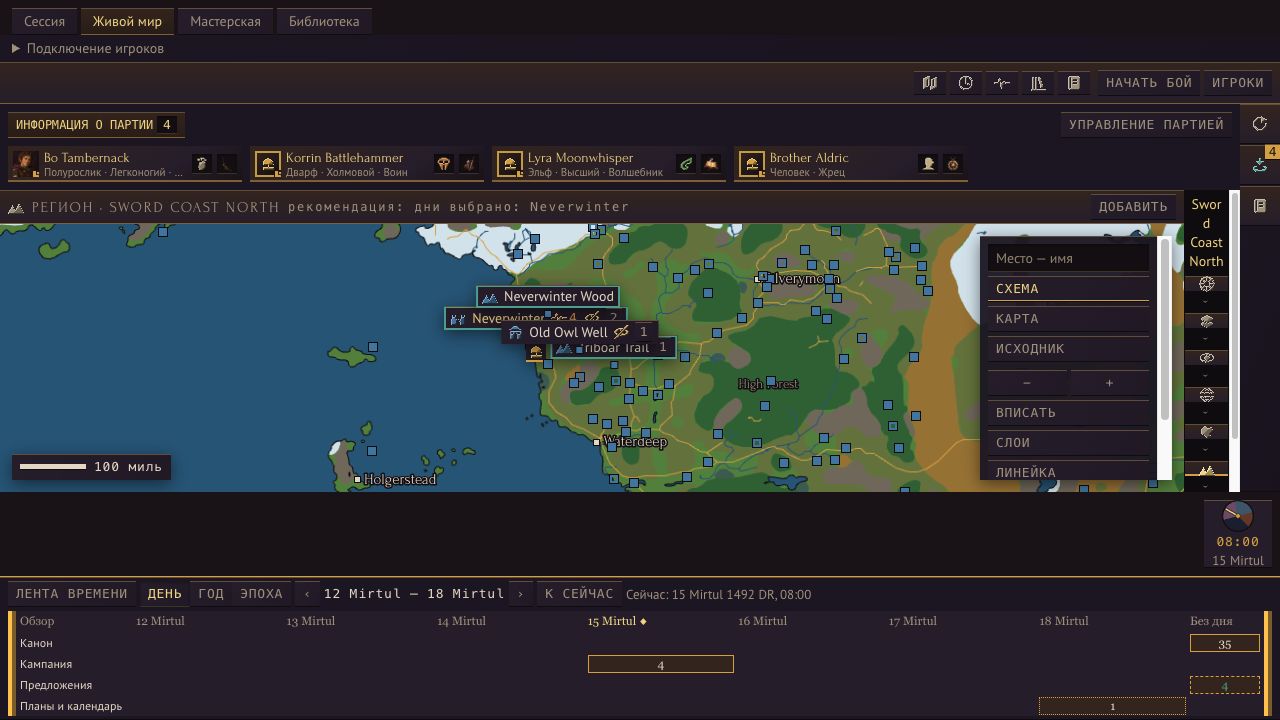 Сессия
Живой мир
Мастерская
Библиотека
Подключение игроков
НАЧАТЬ БОЙ
ИГРОКИ
ИНФОРМАЦИЯ О ПАРТИИ 4
УПРАВЛЕНИЕ ПАРТИЕЙ
4
Bo Tambernack
Полурослик · Легконогий · ...
Korrin Battlehammer
Дварф · Холмовой · Воин
Lyra Moonwhisper
Эльф · Высший · Волшебник
Brother Aldric
Человек · Жрец
РЕГИОН · SWORD COAST NORTH рекомендация: дни выбрано: Neverwinter
ДОБАВИТЬ
Swor
d
Coast
North
Место — имя
СХЕМА
КАРТА
ИСХОДНИК
− +
ВПИСАТЬ
СЛОИ
ЛИНЕЙКА
Neverwinter Wood
Neverwinter 4 2
Old Owl Well 1
Triboar Trail 1
High Forest
Waterdeep
Holgerstead
100 миль
08:00
15 Mirtul
ЛЕНТА ВРЕМЕНИ
ДЕНЬ
ГОД
ЭПОХА
‹ 12 Mirtul — 18 Mirtul ›
К СЕЙЧАС
Сейчас: 15 Mirtul 1492 DR, 08:00
Обзор 12 Mirtul 13 Mirtul 14 Mirtul 15 Mirtul ♦ 16 Mirtul 17 Mirtul 18 Mirtul Без дня
Канон 35
Кампания 4
Предложения 4
Планы и календарь 1